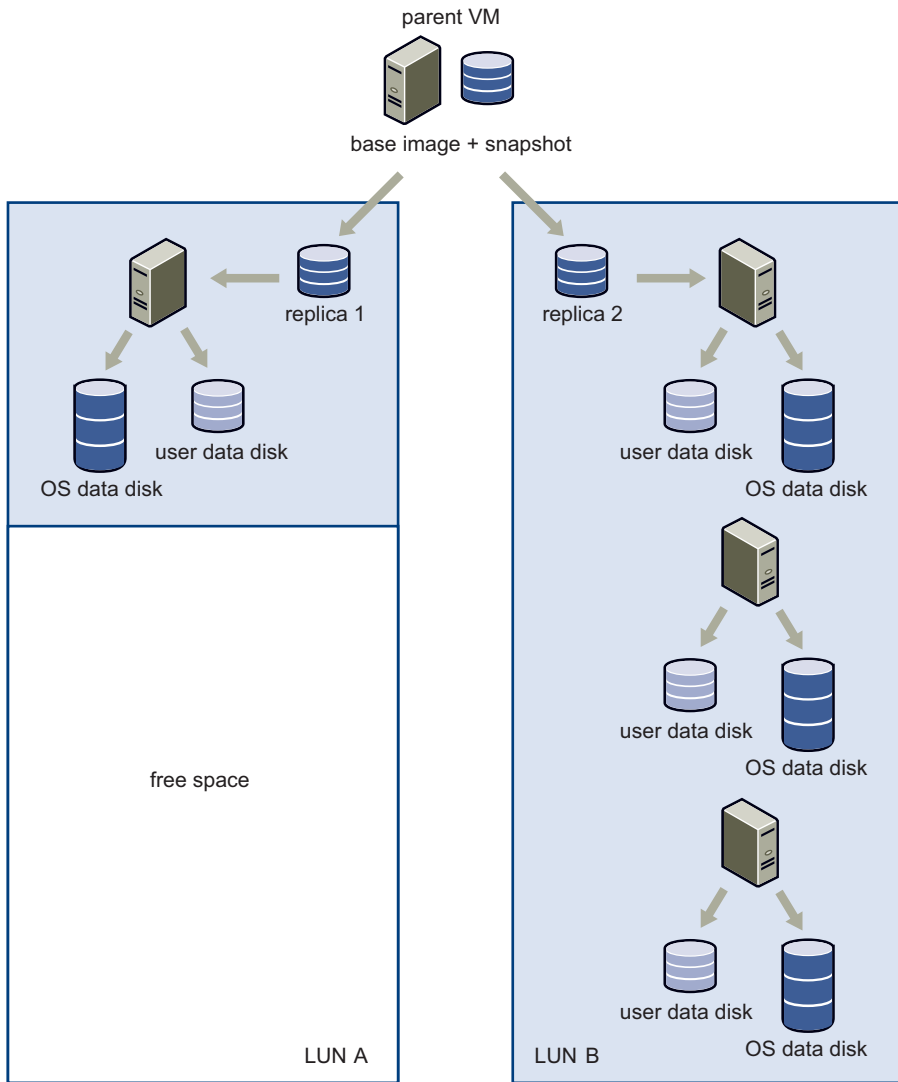 parent VM
base image + snapshot
replica 1
user data disk
OS data disk
free space
LUN A
replica 2
user data disk
OS data disk
user data disk
OS data disk
user data disk
OS data disk
LUN B